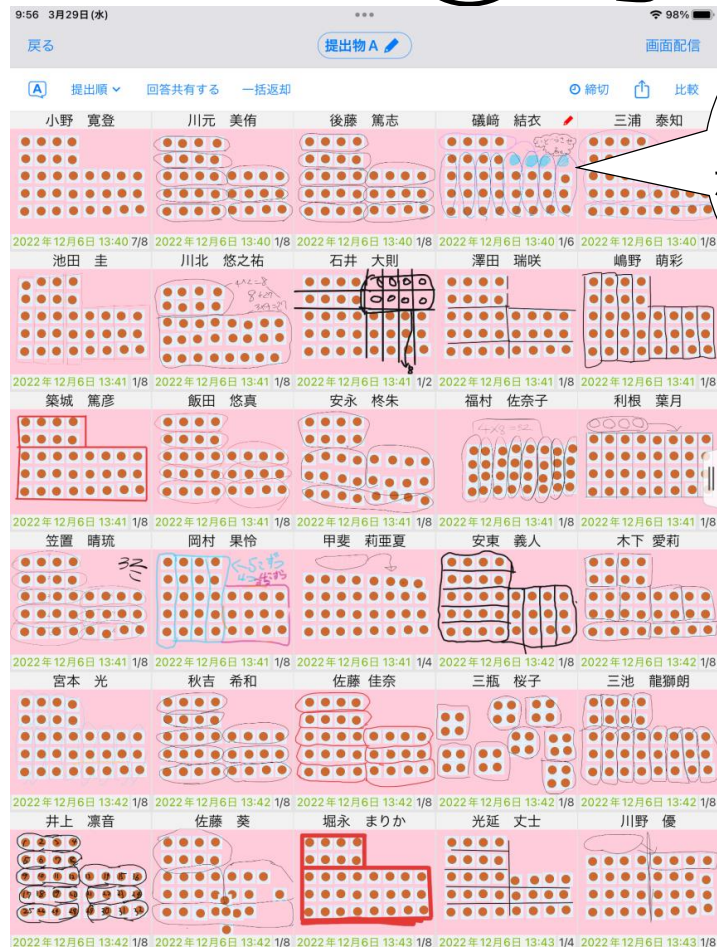 9:56 3月29日(水)
98%
戻る
提出物A
画面配信
A
提出順
回答共有する
一括返却
締切
比較
小野 寛登
川元 美侑
後藤 篤志
礒﨑 結衣
三浦 泰知
2022年12月6日 13:40 7/8
2022年12月6日 13:40 1/8
2022年12月6日 13:40 1/8
2022年12月6日 13:40 1/6
2022年12月6日 13:40 1/8
池田 圭
川北 悠之祐
石井 大則
澤田 瑞咲
嶋野 萌彩
4×2=8
2022年12月6日 13:41 1/8
2022年12月6日 13:41 1/8
2022年12月6日 13:41 1/2
2022年12月6日 13:41 1/8
2022年12月6日 13:41 1/8
築城 篤彦
飯田 悠真
安永 柊朱
福村 佐奈子
利根 葉月
4×8=32
2022年12月6日 13:41 1/8
2022年12月6日 13:41 1/8
2022年12月6日 13:41 1/8
2022年12月6日 13:41 1/8
2022年12月6日 13:41 1/8
笠置 晴琉
岡村 果怜
甲斐 莉亜夏
安東 義人
木下 愛莉
32
2022年12月6日 13:41 1/8
2022年12月6日 13:41 1/8
2022年12月6日 13:41 1/4
2022年12月6日 13:42 1/8
2022年12月6日 13:42 1/8
宮本 光
秋吉 希和
佐藤 佳奈
三瓶 桜子
三池 龍獅朗
2022年12月6日 13:42 1/8
2022年12月6日 13:42 1/8
2022年12月6日 13:42 1/8
2022年12月6日 13:42 1/8
2022年12月6日 13:42 1/8
井上 凛音
佐藤 葵
堀永 まりか
光延 丈士
川野 優
2022年12月6日 13:42 1/8
2022年12月6日 13:42 1/8
2022年12月6日 13:43 1/8
2022年12月6日 13:43 1/4
2022年12月6日 13:43 1/8